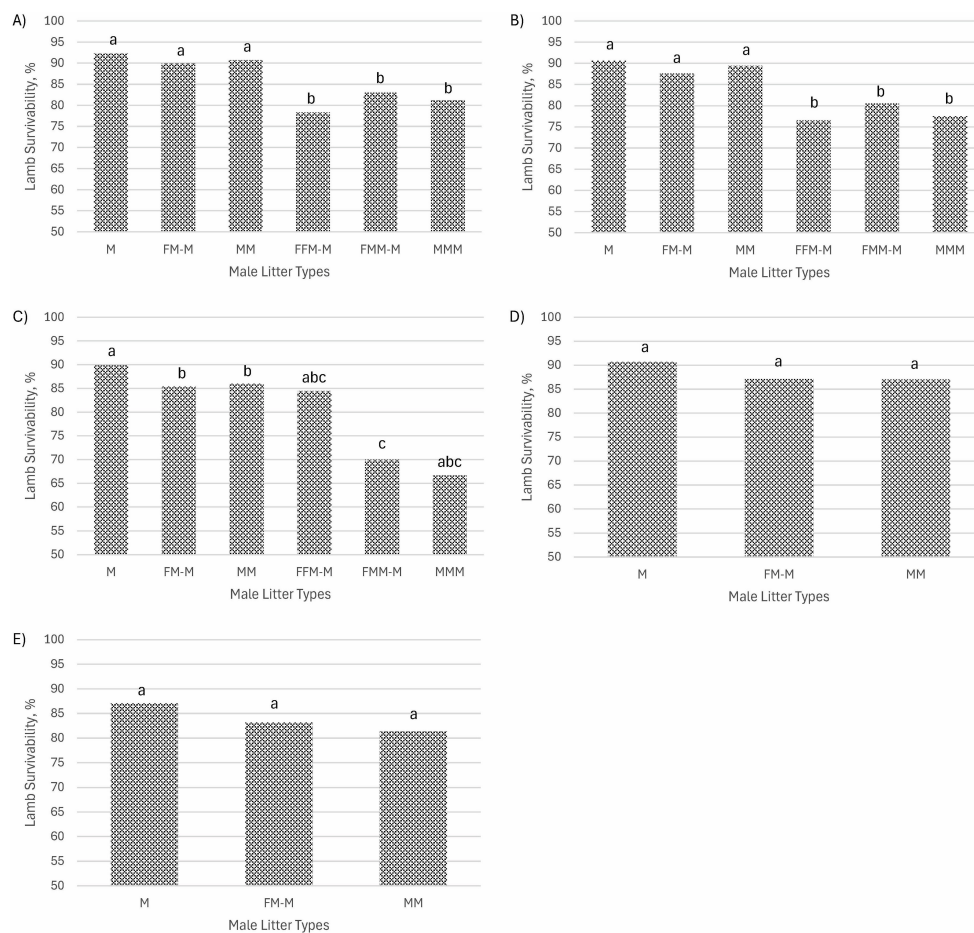 A)
Lamb Survivability, %
100
95
90
85
80
75
70
65
60
55
50
a
a
a
b
b
b
M FM-M MM FFM-M FMM-M MMM
Male Litter Types
B)
Lamb Survivability, %
100
95
90
85
80
75
70
65
60
55
50
a
a
a
b
b
b
M FM-M MM FFM-M FMM-M MMM
Male Litter Types
C)
Lamb Survivability, %
100
95
90
85
80
75
70
65
60
55
50
a
b
b
abc
c
abc
M FM-M MM FFM-M FMM-M MMM
Male Litter Types
D)
Lamb Survivability, %
100
95
90
85
80
75
70
65
60
55
50
a
a
a
M FM-M MM
Male Litter Types
E)
Lamb Survivability, %
100
95
90
85
80
75
70
65
60
55
50
a
a
a
M FM-M MM
Male Litter Types